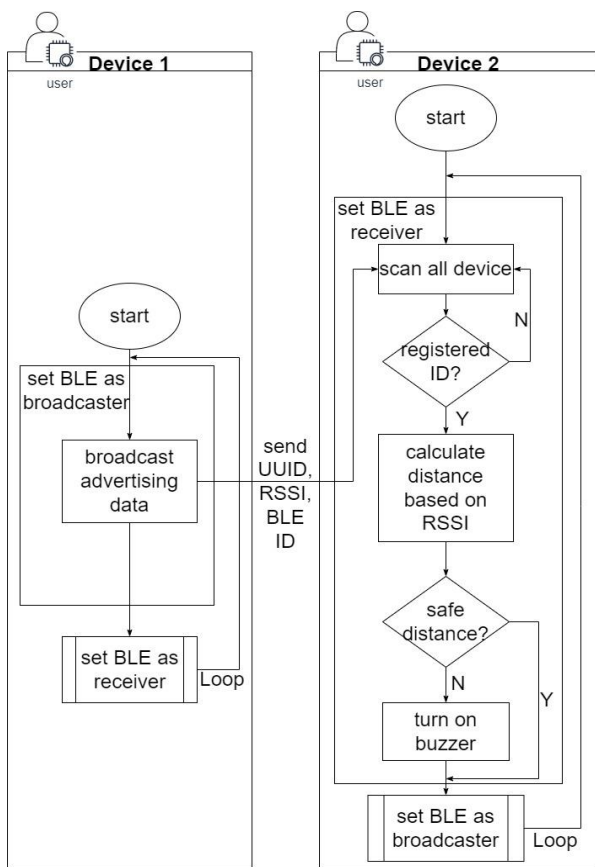 Device 1
user
start
set BLE as
broadcaster
broadcast
advertising
data
set BLE as
receiver
Loop
send
UUID,
RSSI,
BLE
ID
Device 2
user
start
set BLE as
receiver
scan all device
N
registered
ID?
Y
calculate
distance
based on
RSSI
safe
distance?
N
Y
turn on
buzzer
set BLE as
broadcaster
Loop